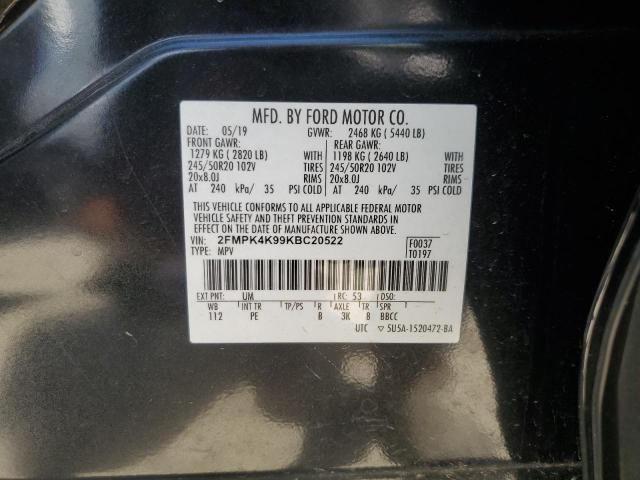 MFD. BY FORD MOTOR CO.
DATE: 05/19 GVWR: 2468 KG ( 5440 LB)
FRONT GAWR: REAR GAWR:
1279 KG ( 2820 LB) WITH 1198 KG ( 2640 LB) WITH
245/50R20 102V TIRES 245/50R20 102V TIRES
20x8.0J RIMS 20x8.0J RIMS
AT 240 kPa/ 35 PSI COLD AT 240 kPa/ 35 PSI COLD
THIS VEHICLE CONFORMS TO ALL APPLICABLE FEDERAL MOTOR
VEHICLE SAFETY AND THEFT PREVENTION STANDARDS IN
EFFECT ON THE DATE OF MANUFACTURE SHOWN ABOVE.
VIN: 2FMPK4K99KBC20522 F0037
TYPE: MPV T0197
EXT PNT: UM RC: 53 DSO:
WB INT TR TP/PS R AXLE TR SPR
112 PE B 3K 8 BBCC
UTC 5U5A-1520472-BA